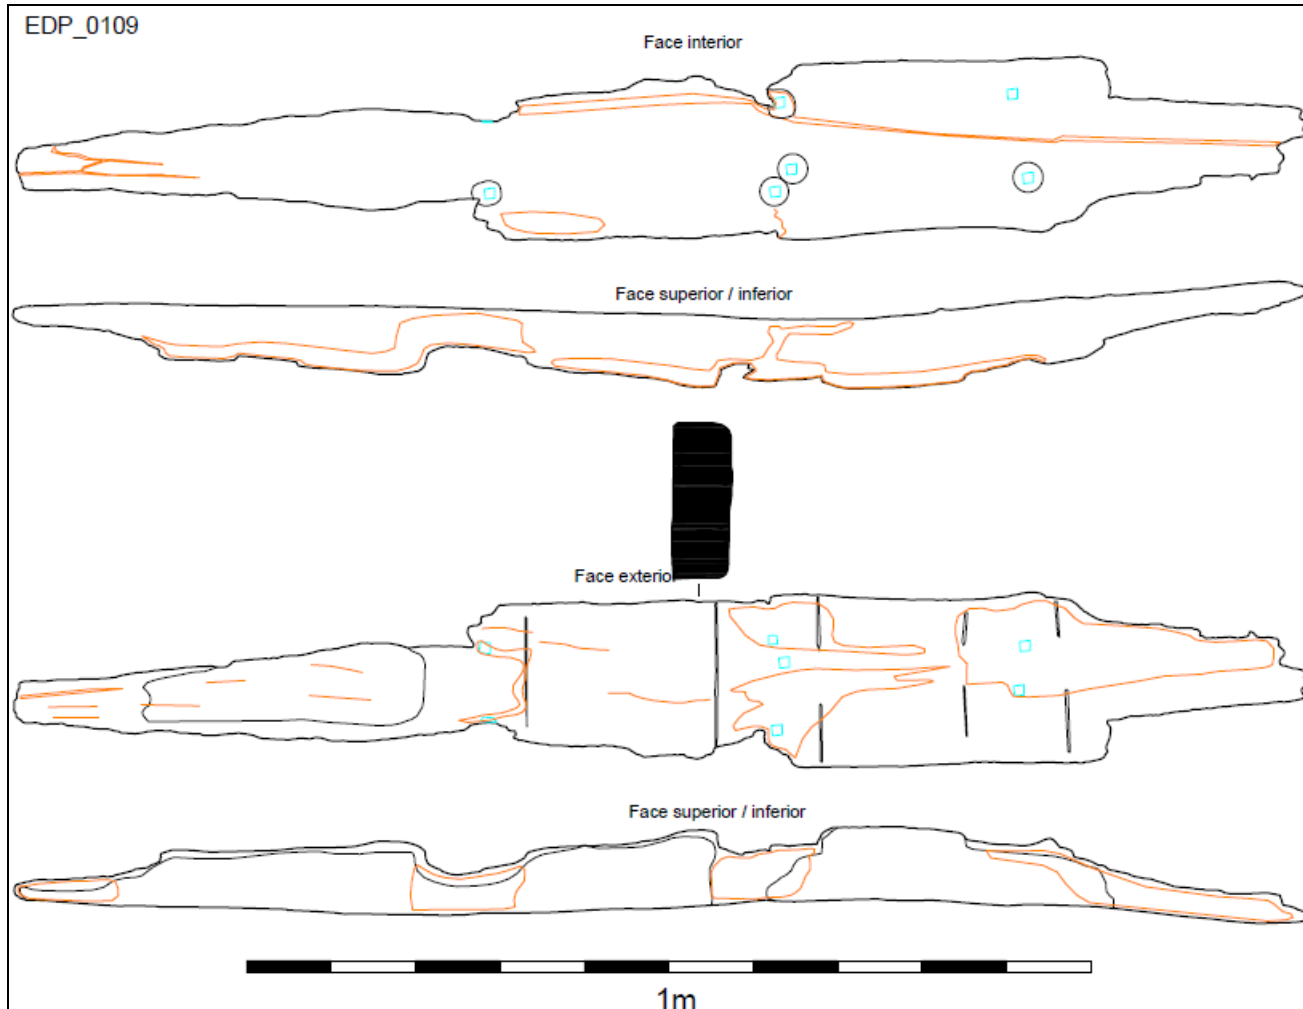 EDP_0109
Face interior
Face superior / inferior
Face exterior
Face superior / inferior
1m